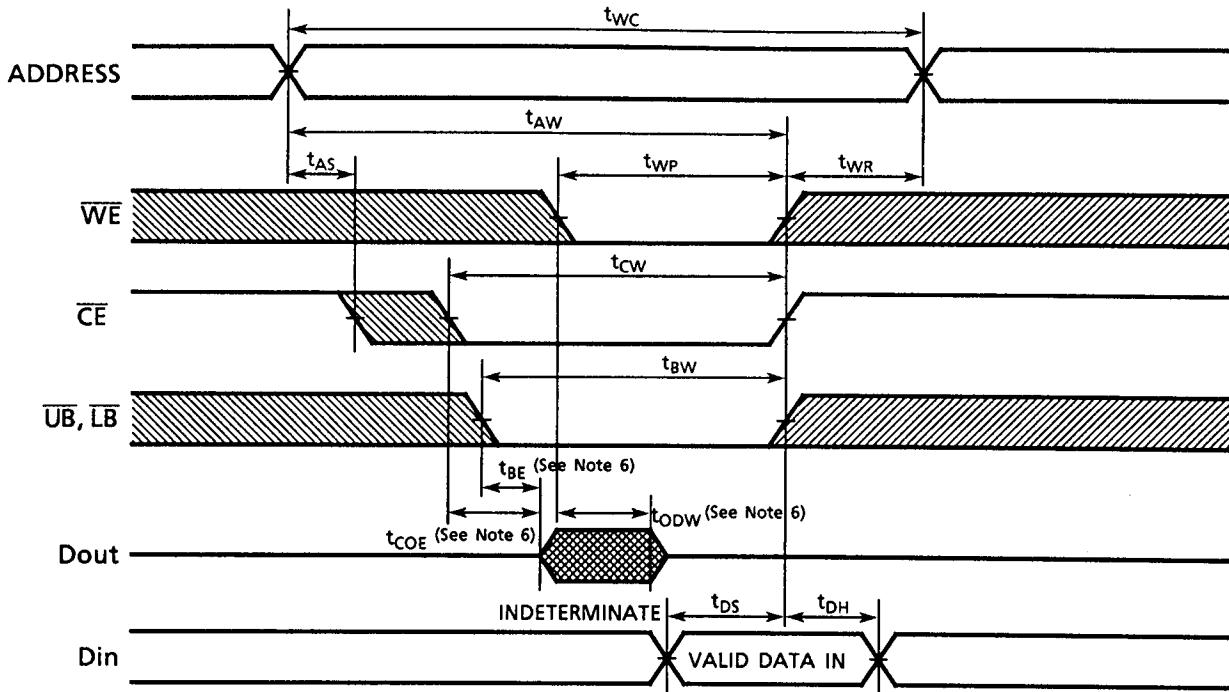 tWC
ADDRESS
tAW
tAS
tWP
tWR
WE
tCW
CE
tBW
UB, LB
tBE (See Note 6)
tCOE (See Note 6)
tODW (See Note 6)
Dout
INDETERMINATE
tDS
tDH
Din
VALID DATA IN